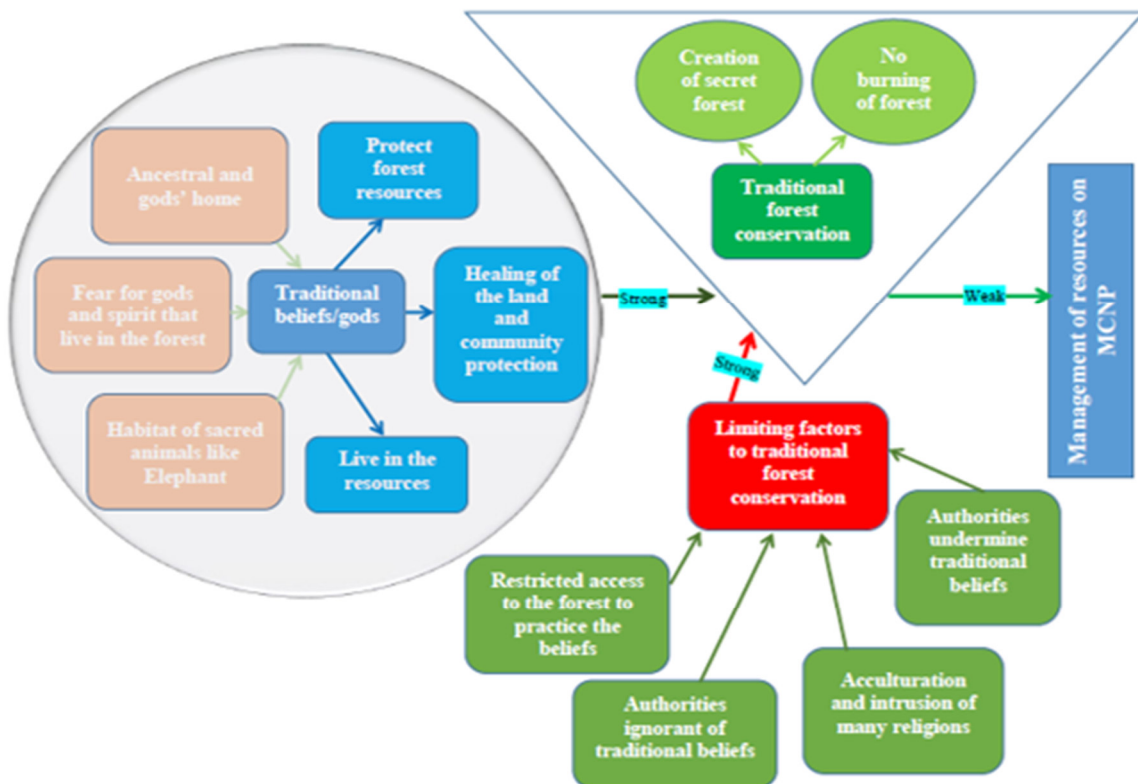 Ancestral and
gods' home
Fear for gods
and spirit that
live in the forest
Habitat of sacred
animals like
Elephant
Traditional
beliefs/gods
Protect
forest
resources
Healing of
the land
and
community
protection
Live in the
resources
Strong
Creation
of secret
forest
No
burning
of forest
Traditional
forest
conservation
Weak
Management of resources on
MCNP
Strong
Limiting factors
to traditional
forest
conservation
Restricted access
to the forest to
practice the
beliefs
Authorities
ignorant of
traditional beliefs
Acculturation
and intrusion of
many religions
Authorities
undermine
traditional
beliefs